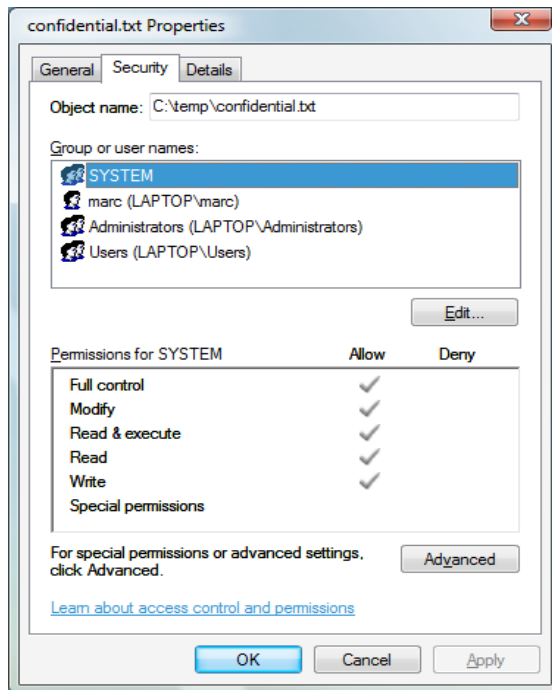 confidential.txt Properties
General Security Details
Object name: C:\temp\confidential.txt
Group or user names:
SYSTEM
marc (LAPTOP\marc)
Administrators (LAPTOP\Administrators)
Users (LAPTOP\Users)
Edit...
Permissions for SYSTEM Allow Deny
Full control
Modify
Read & execute
Read
Write
Special permissions
For special permissions or advanced settings,
click Advanced.
Advanced
Learn about access control and permissions
OK Cancel Apply